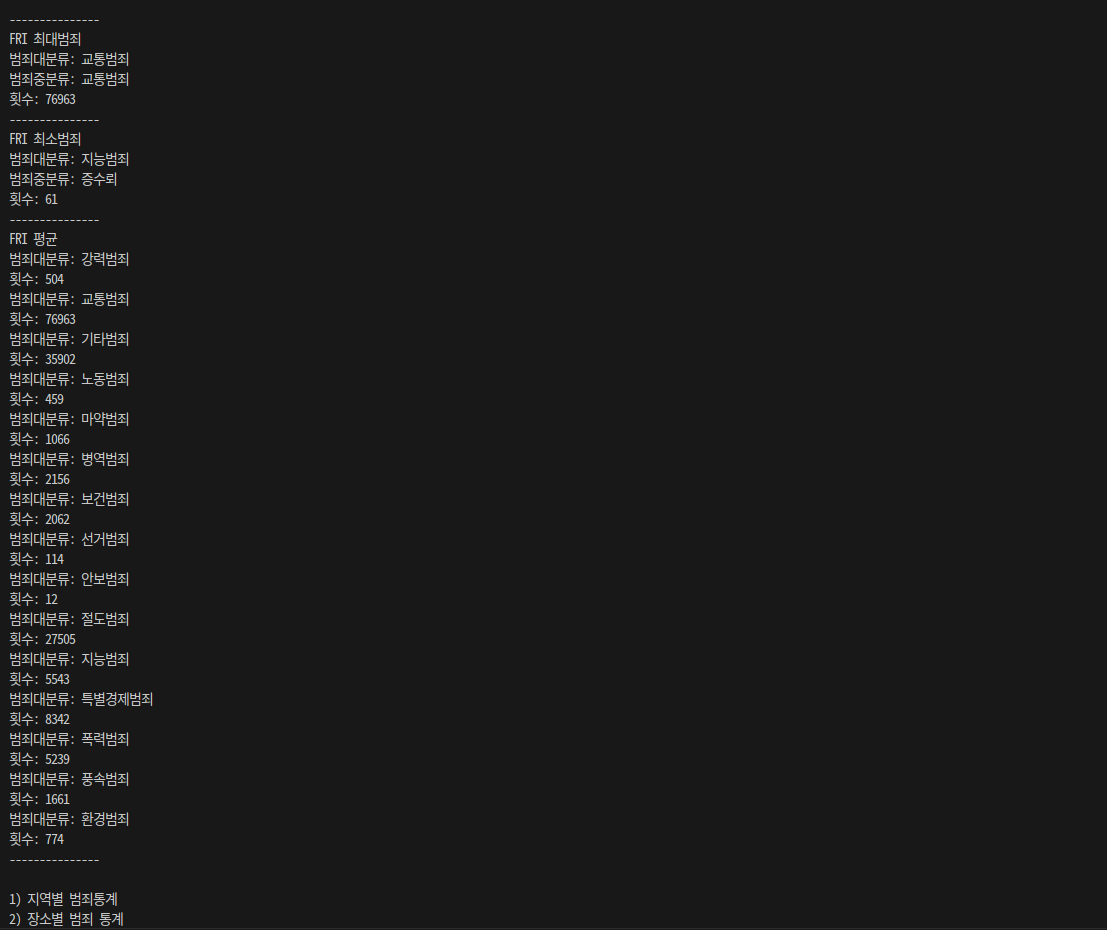 ---------------
FRI 최대범죄
범죄대분류: 교통범죄
범죄중분류: 교통범죄
횟수: 76963
---------------
FRI 최소범죄
범죄대분류: 지능범죄
범죄중분류: 증수뢰
횟수: 61
---------------
FRI 평균
범죄대분류: 강력범죄
횟수: 504
범죄대분류: 교통범죄
횟수: 76963
범죄대분류: 기타범죄
횟수: 35902
범죄대분류: 노동범죄
횟수: 459
범죄대분류: 마약범죄
횟수: 1066
범죄대분류: 병역범죄
횟수: 2156
범죄대분류: 보건범죄
횟수: 2062
범죄대분류: 선거범죄
횟수: 114
범죄대분류: 안보범죄
횟수: 12
범죄대분류: 절도범죄
횟수: 27505
범죄대분류: 지능범죄
횟수: 5543
범죄대분류: 특별경제범죄
횟수: 8342
범죄대분류: 폭력범죄
횟수: 5239
범죄대분류: 풍속범죄
횟수: 1661
범죄대분류: 환경범죄
횟수: 774
---------------
1) 지역별 범죄통계
2) 장소별 범죄 통계